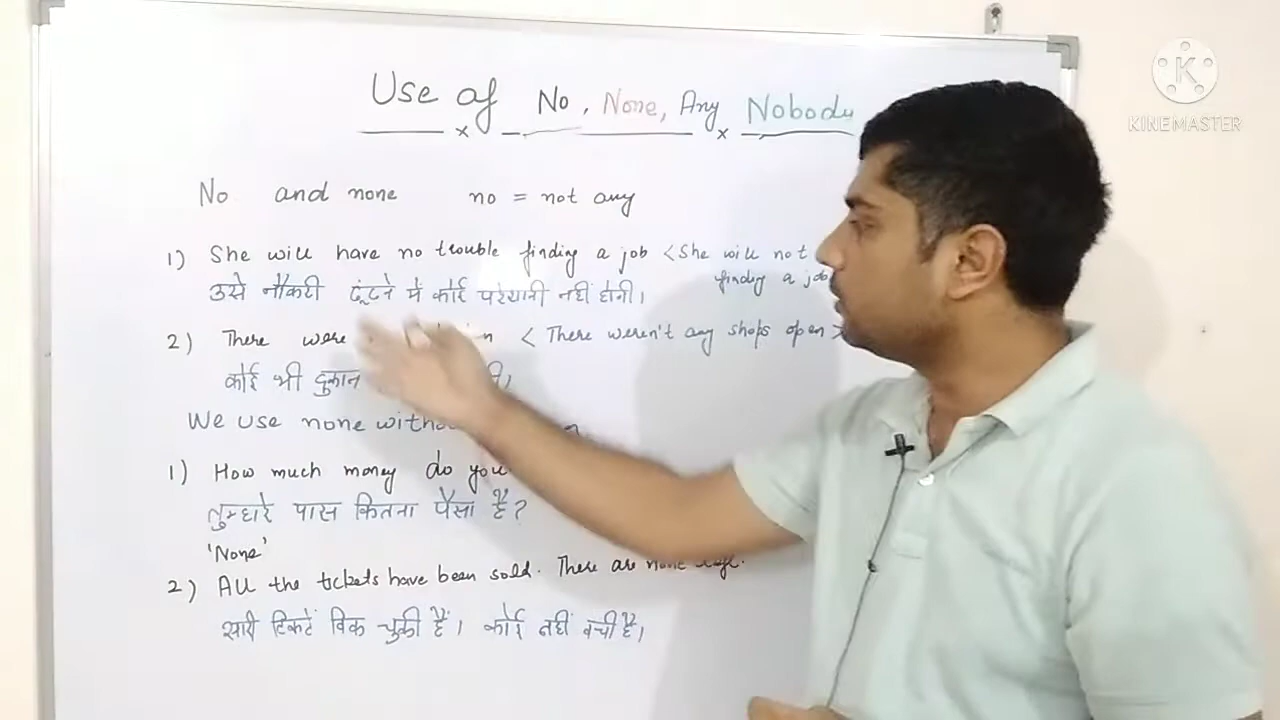 Use of No, None, Any Nobody
KINEMASTER
No and none no = not any
1) She will have no trouble finding a job < She will not
finding a job
उसे नौकरी ढूंढने में कोई परेशानी नहीं होगी।
2) There were < There weren't any shops open >
कोई भी दुकान
We use none
1) How much money do you
तुम्हारे पास कितना पैसा है?
'None'
2) All the tickets have been sold. There are none left.
सारी टिकटें बिक चुकी हैं। कोई नहीं बची है।